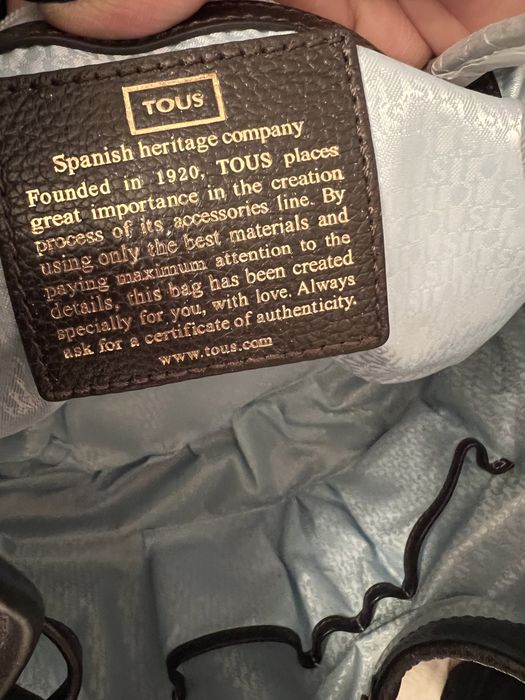 TOUS
Spanish heritage company
Founded in 1920, TOUS places
great importance in the creation
process of its accessories line. By
using only the best materials and
paying maximum attention to the
details, this bag has been created
specially for you, with love. Always
ask for a certificate of authenticity.
www.tous.com